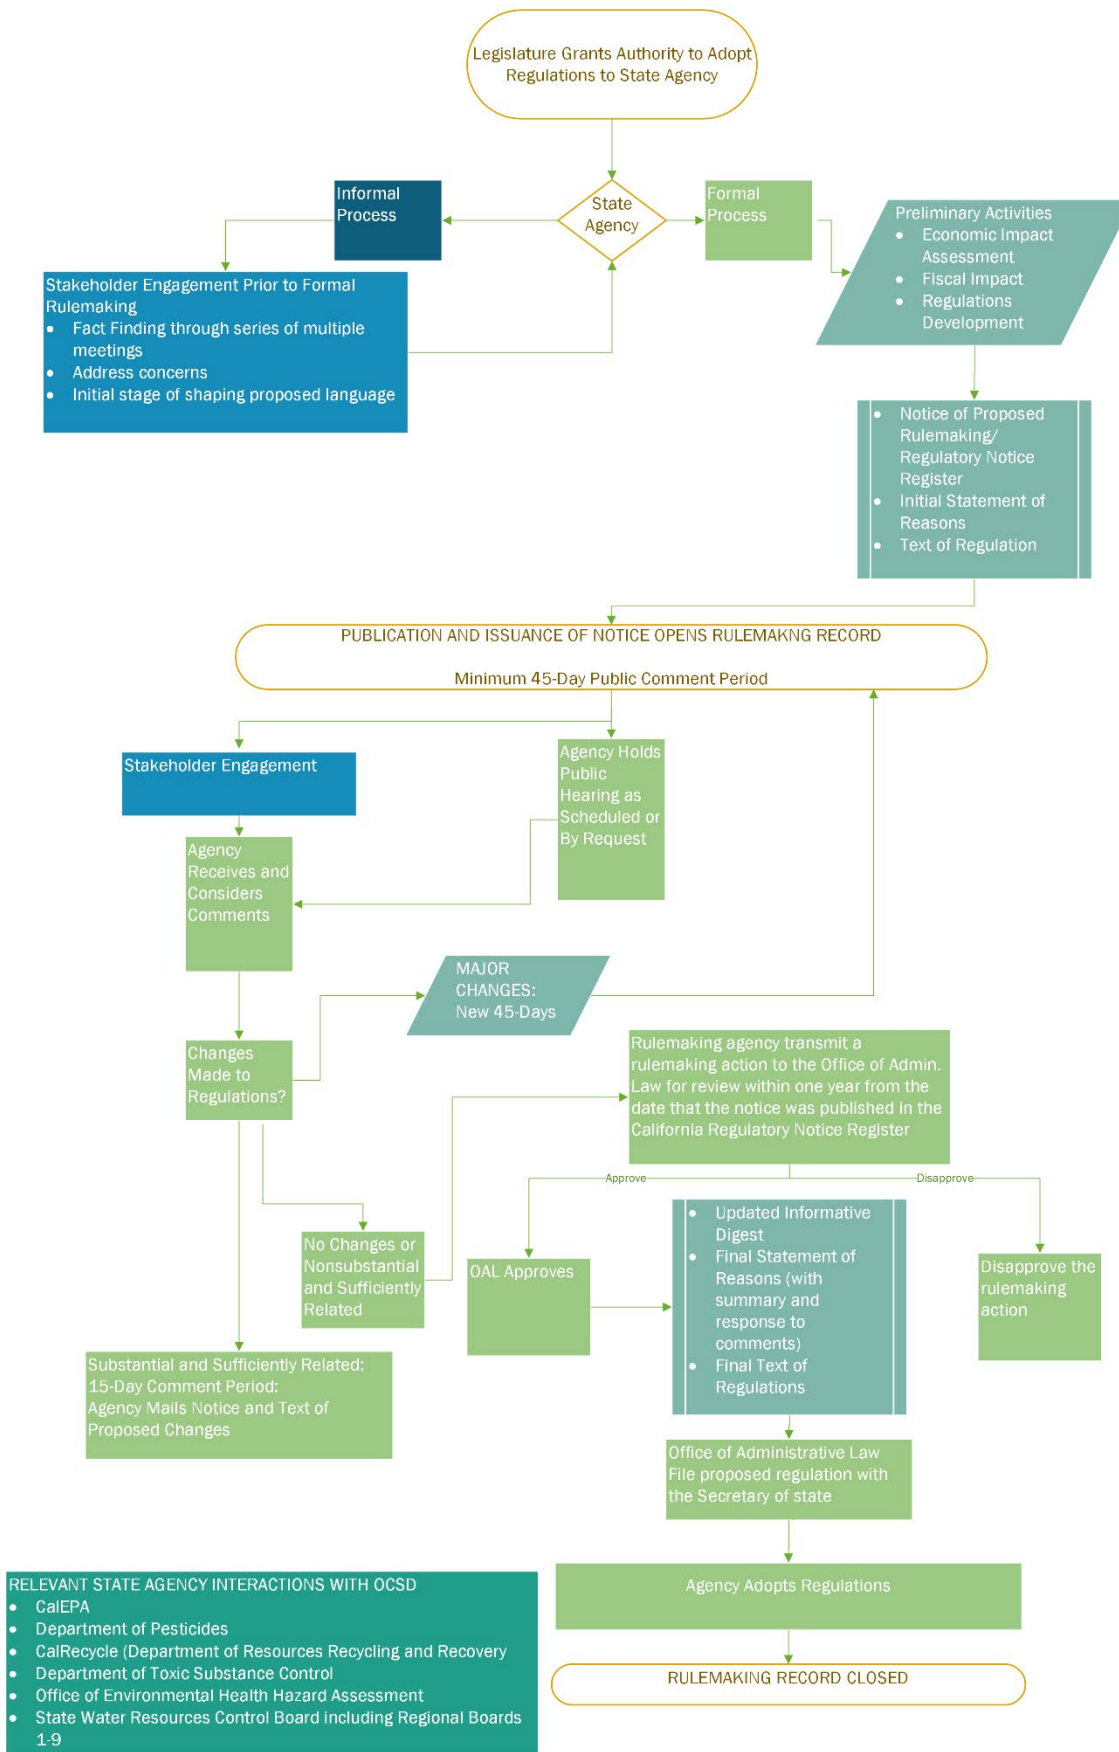 Legislature Grants Authority to Adopt
Regulations to State Agency
Informal
Process
State
Agency
Formal
Process
Preliminary Activities
• Economic Impact
Assessment
• Fiscal Impact
• Regulations
Development
Stakeholder Engagement Prior to Formal
Rulemaking
• Fact Finding through series of multiple
meetings
• Address concerns
• Initial stage of shaping proposed language
• Notice of Proposed
Rulemaking/
Regulatory Notice
Register
• Initial Statement of
Reasons
• Text of Regulation
PUBLICATION AND ISSUANCE OF NOTICE OPENS RULEMAKNG RECORD
Minimum 45-Day Public Comment Period
Stakeholder Engagement
Agency Holds
Public
Hearing as
Scheduled or
By Request
Agency
Receives and
Considers
Comments
MAJOR
CHANGES:
New 45-Days
Changes
Made to
Regulations?
Rulemaking agency transmit a
rulemaking action to the Office of Admin.
Law for review within one year from the
date that the notice was published in the
California Regulatory Notice Register
Approve
Disapprove
No Changes or
Nonsubstantial
and Sufficiently
Related
OAL Approves
• Updated Informative
Digest
• Final Statement of
Reasons (with
summary and
response to
comments)
• Final Text of
Regulations
Disapprove the
rulemaking
action
Substantial and Sufficiently Related:
15-Day Comment Period:
Agency Mails Notice and Text of
Proposed Changes
Office of Administrative Law
File proposed regulation with
the Secretary of state
Agency Adopts Regulations
RULEMAKING RECORD CLOSED
RELEVANT STATE AGENCY INTERACTIONS WITH OCSD
• CalEPA
• Department of Pesticides
• CalRecycle (Department of Resources Recycling and Recovery
• Department of Toxic Substance Control
• Office of Environmental Health Hazard Assessment
• State Water Resources Control Board including Regional Boards
1-9